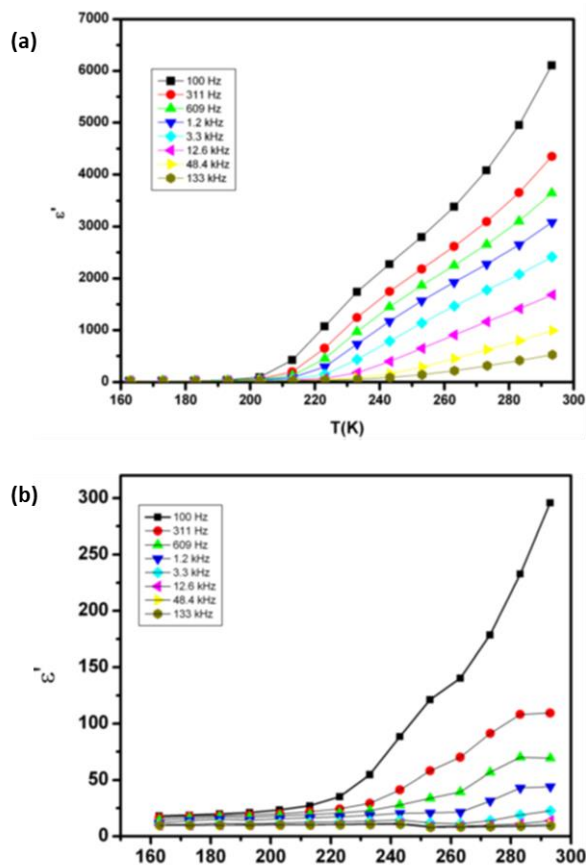 (a)
7000
6000
5000
4000
3000
2000
1000
0
ε'
100 Hz
311 Hz
609 Hz
1.2 kHz
3.3 kHz
12.6 kHz
48.4 kHz
133 kHz
160 180 200 220 240 260 280 300
T(K)
(b)
300
250
200
150
100
50
0
ε'
100 Hz
311 Hz
609 Hz
1.2 kHz
3.3 kHz
12.6 kHz
48.4 kHz
133 kHz
160 180 200 220 240 260 280 300